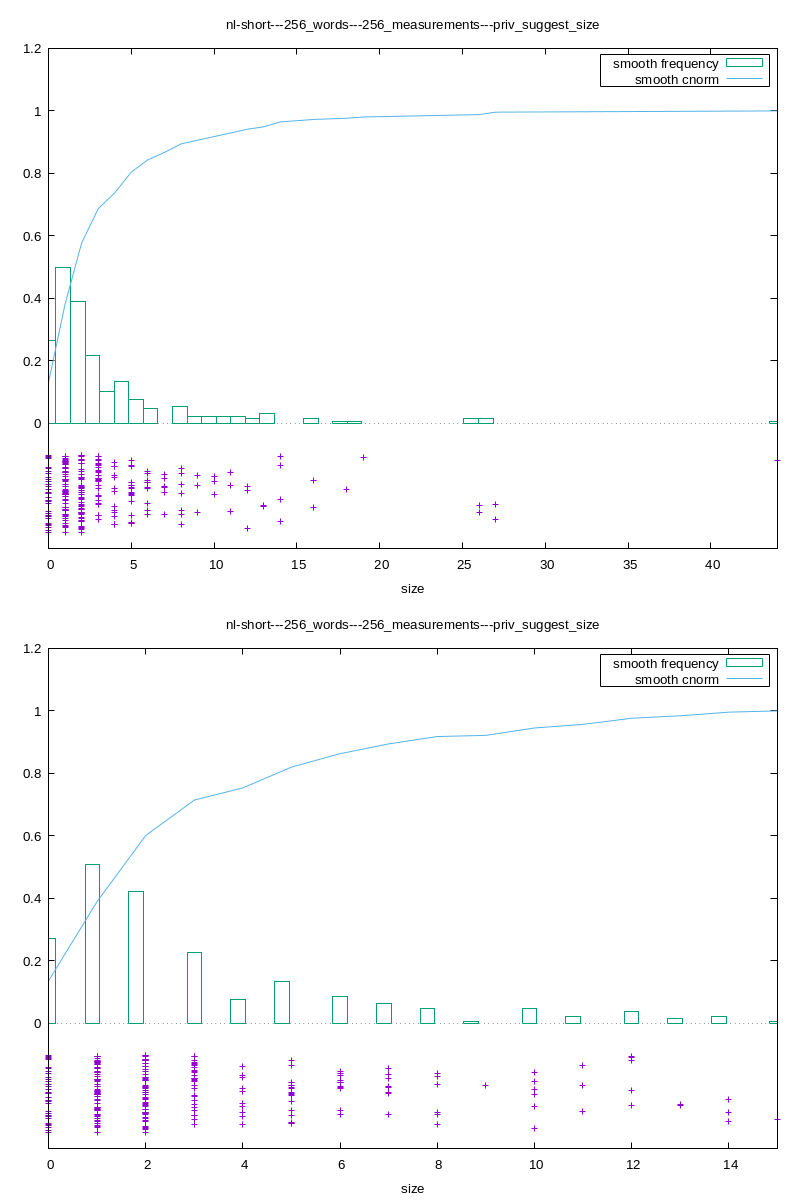 nl-short---256_words---256_measurements---priv_suggest_size
1.2
smooth frequency
smooth cnorm
1
0.8
0.6
0.4
0.2
0
0 5 10 15 20 25 30 35 40
size
nl-short---256_words---256_measurements---priv_suggest_size
1.2
smooth frequency
smooth cnorm
1
0.8
0.6
0.4
0.2
0
0 2 4 6 8 10 12 14
size